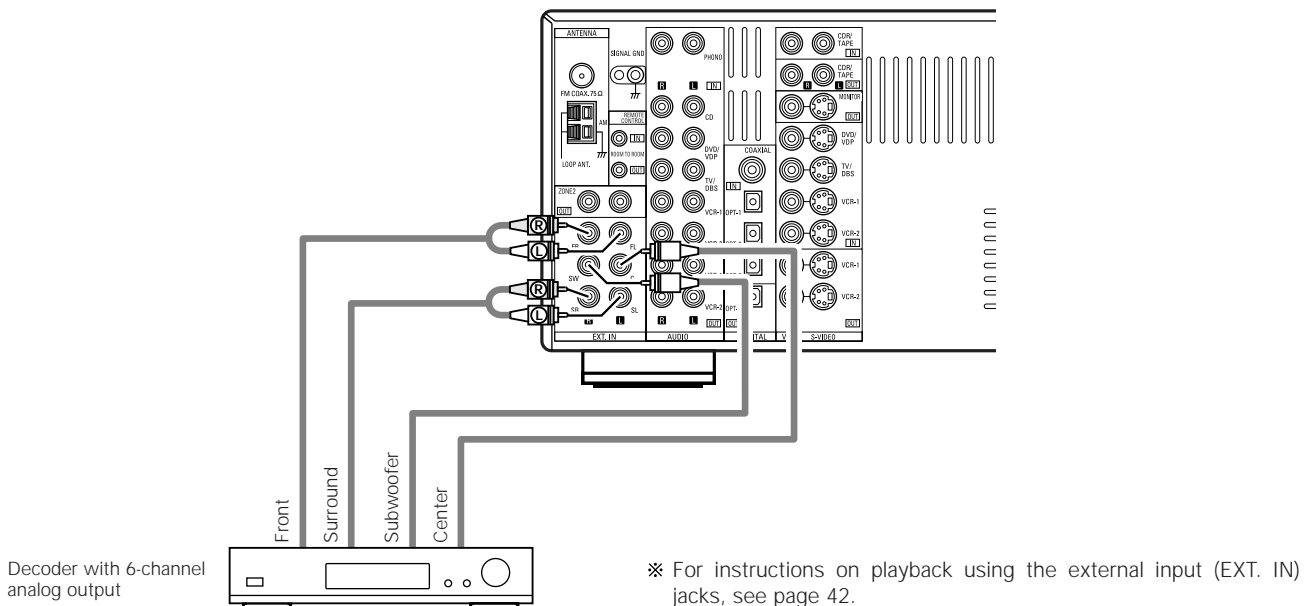 ANTENNA
SIGNAL GND
FM COAX. 75 Ω
AM
LOOP ANT.
REMOTE
CONTROL
IN
ROOM TO ROOM
OUT
ZONE2
OUT
FR
FL
SW
C
SR
SL
R
L
EXT. IN
R
L
R
L
PHONO
R
L
IN
CD
DVD/
VDP
TV/
DBS
VCR-1
VCR-2
R
L
OUT
AUDIO
COAXIAL
IN
OPT-1
OPT-
CDR/
TAPE
IN
CDR/
TAPE
R
L
OUT
MONITOR
OUT
DVD/
VDP
TV/
DBS
VCR-1
VCR-2
IN
VCR-1
VCR-2
OUT
S-VIDEO
Front
Surround
Subwoofer
Center
Decoder with 6-channel
analog output
※ For instructions on playback using the external input (EXT. IN)
jacks, see page 42.